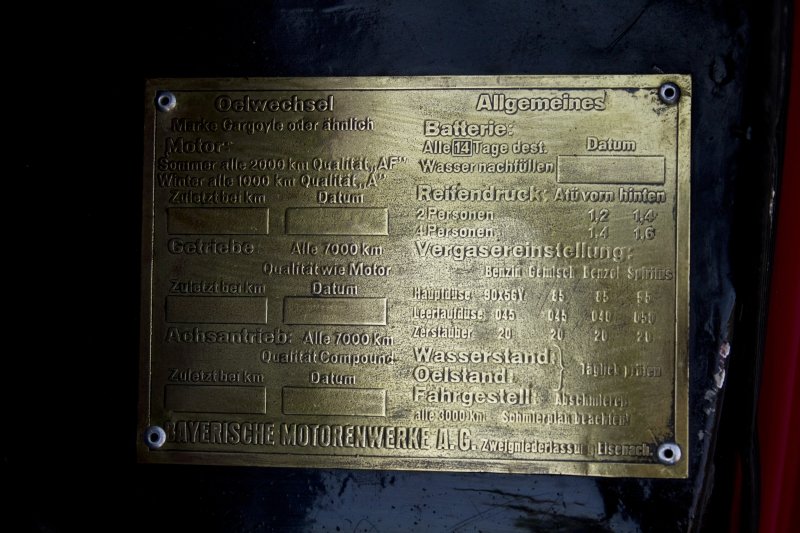 Oelwechsel
Marke Gargoyle oder ähnlich
Motor:
Sommer alle 2000 km Qualität „AF"
Winter alle 1000 km Qualität „A"
Zuletzt bei km Datum
Getriebe: Alle 7000 km
Qualität wie Motor
Zuletzt bei km Datum
Achsantrieb: Alle 7000 km
Qualität Compound
Zuletzt bei km Datum
Allgemeines
Batterie:
Alle 14 Tage dest. Datum
Wasser nachfüllen
Reifendruck: Atü vorn hinten
2 Personen 1,2 1,4
4 Personen 1,4 1,6
Vergasereinstellung:
Benzin Gemisch Benzol Spiritus
Hauptdüse 90x56Y 85 85 95
Leerlaufdüse 045 045 040 050
Zerstäuber 20 20 20 20
Wasserstand:
Oelstand: Täglich prüfen
Fahrgestell: Abschmieren
alle 3000 km. Schmierplan beachten!
BAYERISCHE MOTORENWERKE A.G. Zweigniederlassung Eisenach.